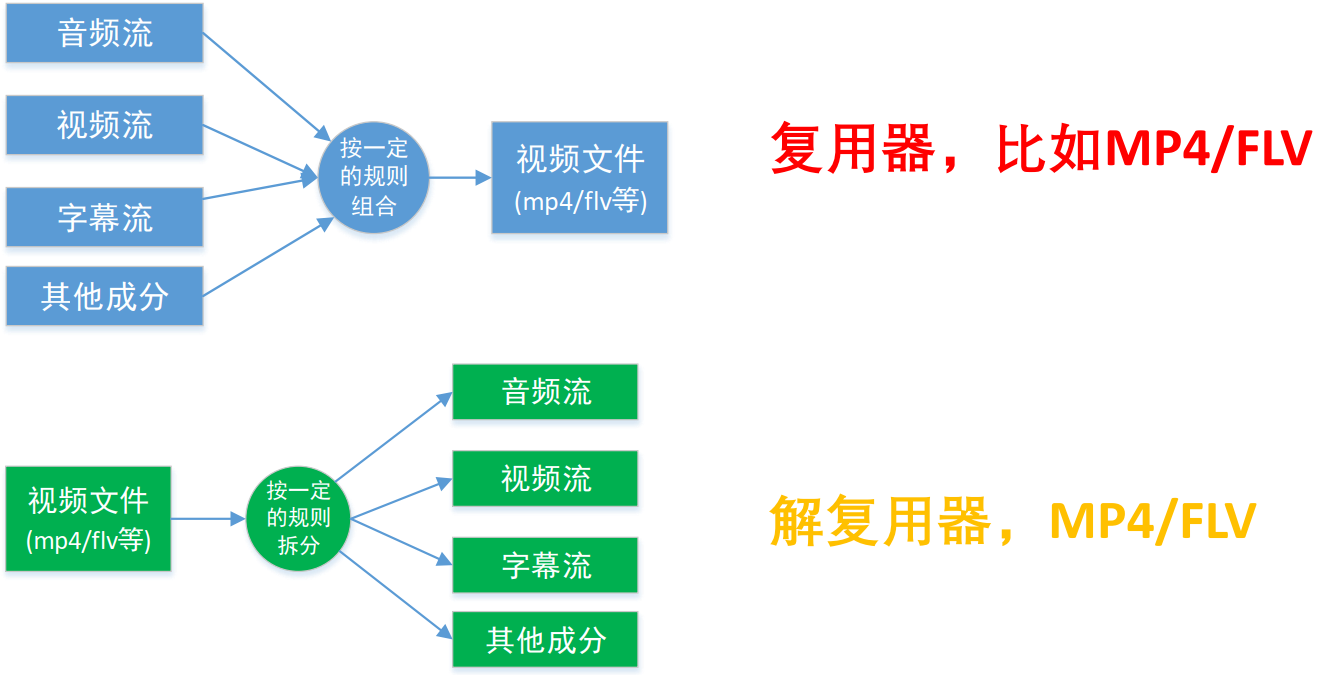 音频流
视频流
字幕流
其他成分
按一定
的规则
组合
视频文件
(mp4/flv等)
复用器，比如MP4/FLV
视频文件
(mp4/flv等)
按一定
的规则
拆分
音频流
视频流
字幕流
其他成分
解复用器，MP4/FLV